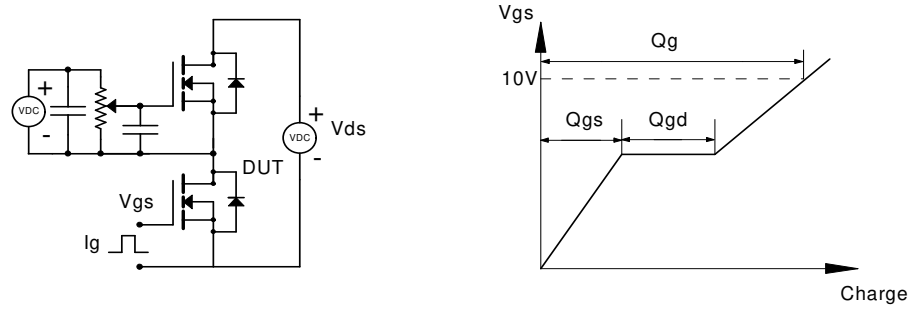 +
VDC
-
+
VDC
-
Vds
DUT
Vgs
Ig
Vgs
Qg
10V
Qgs
Qgd
Charge